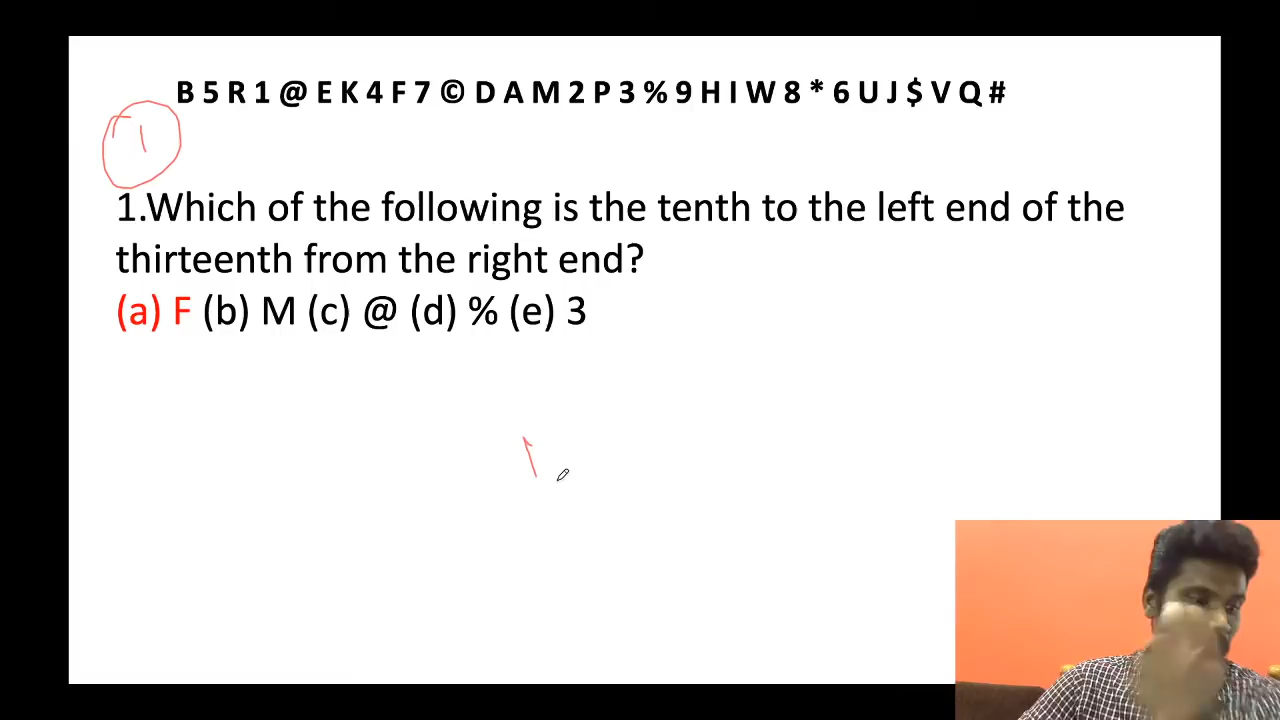 B 5 R 1 @ E K 4 F 7 © D A M 2 P 3 % 9 H I W 8 * 6 U J $ V Q #
1.Which of the following is the tenth to the left end of the
thirteenth from the right end?
(a) F (b) M (c) @ (d) % (e) 3